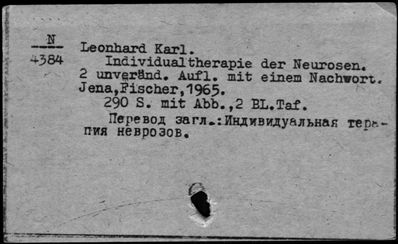 N
4384
Leonhard Karl.
Individualtherapie der Neurosen.
2 unveränd. Aufl. mit einem Nachwort.
Jena,Fischer,1965.
290 S. mit Abb.,2 BL.Taf.
Перевод загл.:Индивидуальная тера-
пия неврозов.